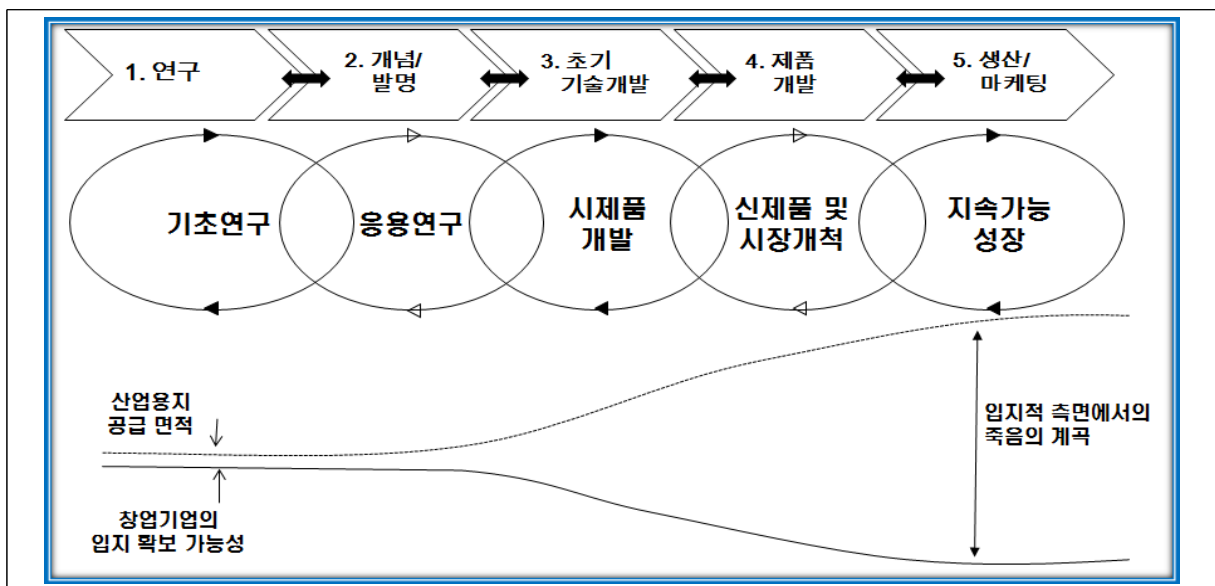 1. 연구
2. 개념/
발명
3. 초기
기술개발
4. 제품
개발
5. 생산/
마케팅
기초연구
응용연구
시제품
개발
신제품 및
시장개척
지속가능
성장
산업용지
공급 면적
입지적 측면에서의
죽음의 계곡
창업기업의
입지 확보 가능성